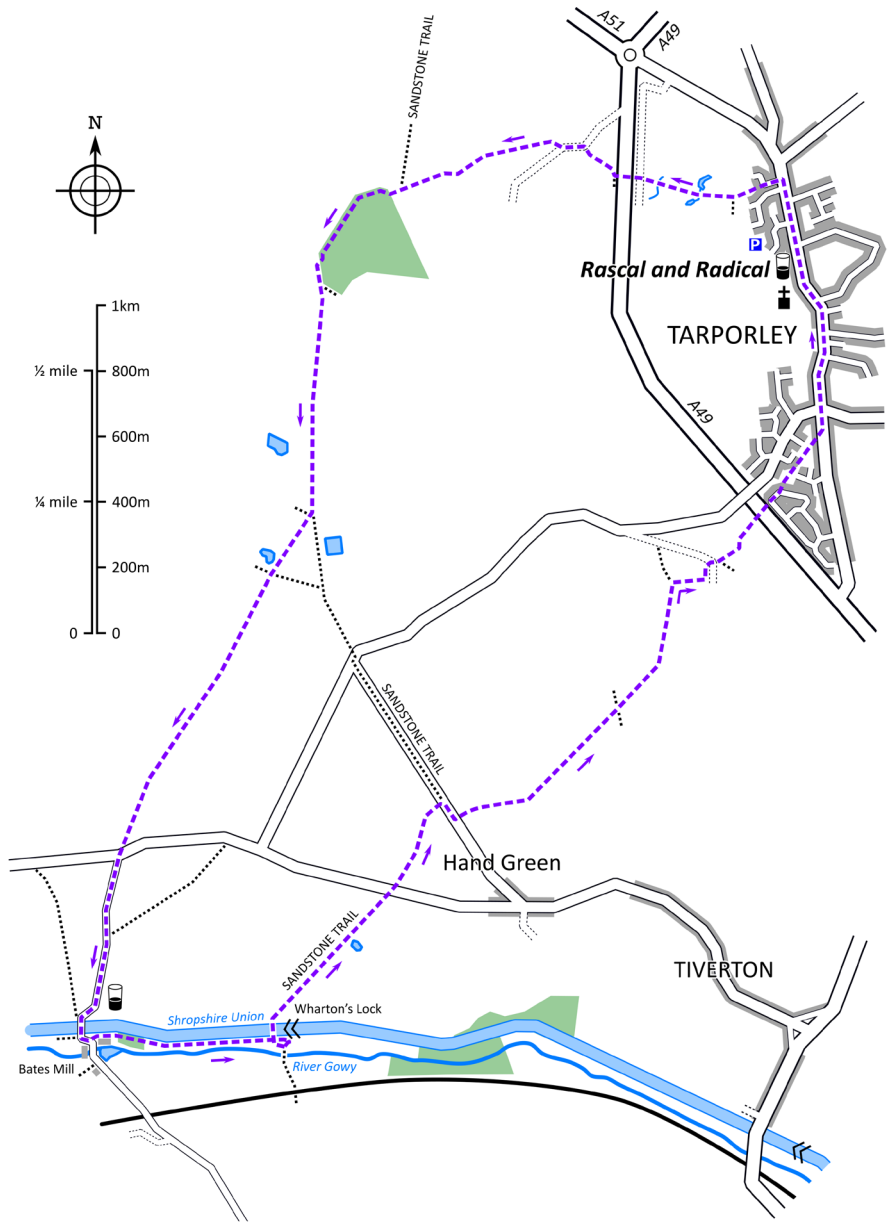 A51
A49
SANDSTONE TRAIL
N
P
Rascal and Radical
1km
TARPORLEY
½ mile
800m
A49
600m
¼ mile
400m
200m
0
0
SANDSTONE TRAIL
Hand Green
SANDSTONE TRAIL
TIVERTON
Wharton's Lock
Shropshire Union
River Gowy
Bates Mill